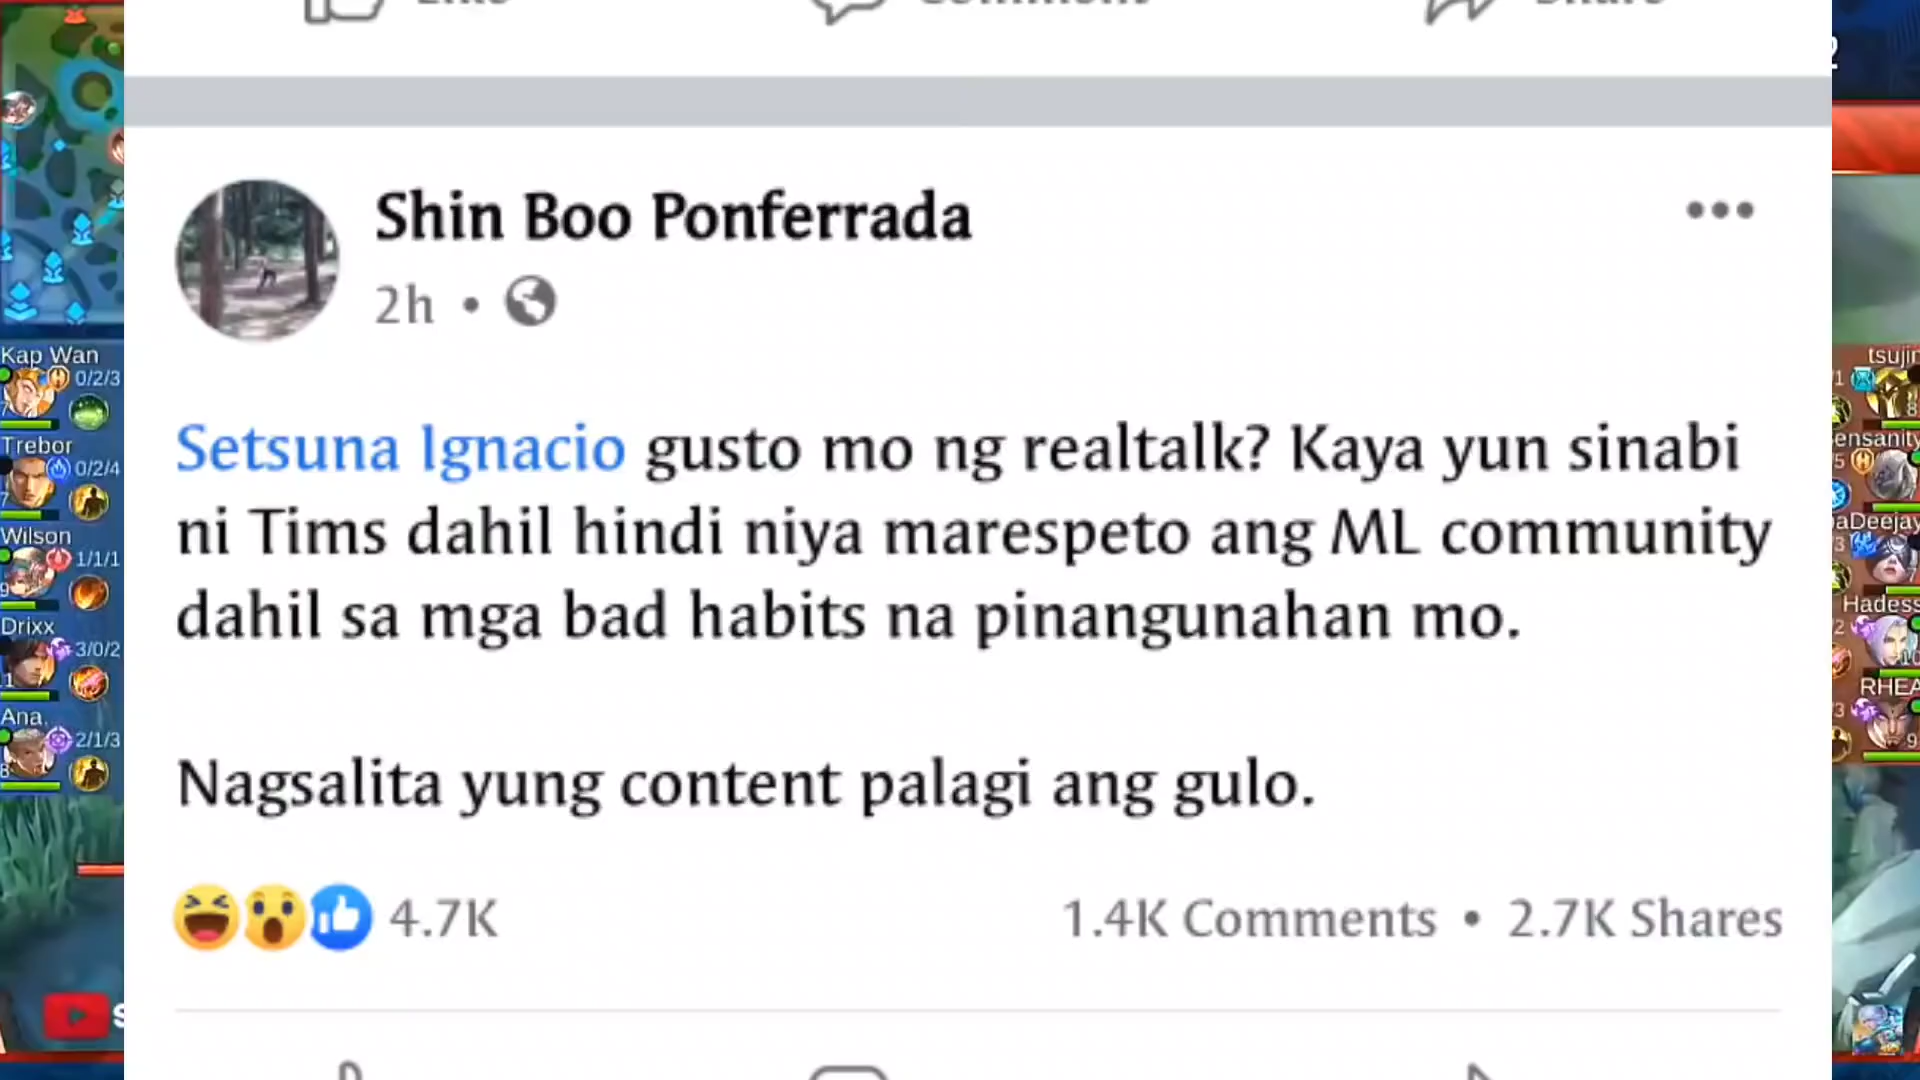 Shin Boo Ponferrada
2h •
Setsuna Ignacio gusto mo ng realtalk? Kaya yun sinabi
ni Tims dahil hindi niya marespeto ang ML community
dahil sa mga bad habits na pinangunahan mo.
Nagsalita yung content palagi ang gulo.
4.7K
1.4K Comments • 2.7K Shares
Kap Wan
0/2/3
Trebor
0/2/4
Wilson
1/1/1
Drixx
3/0/2
Ana.
2/1/3
Hadess